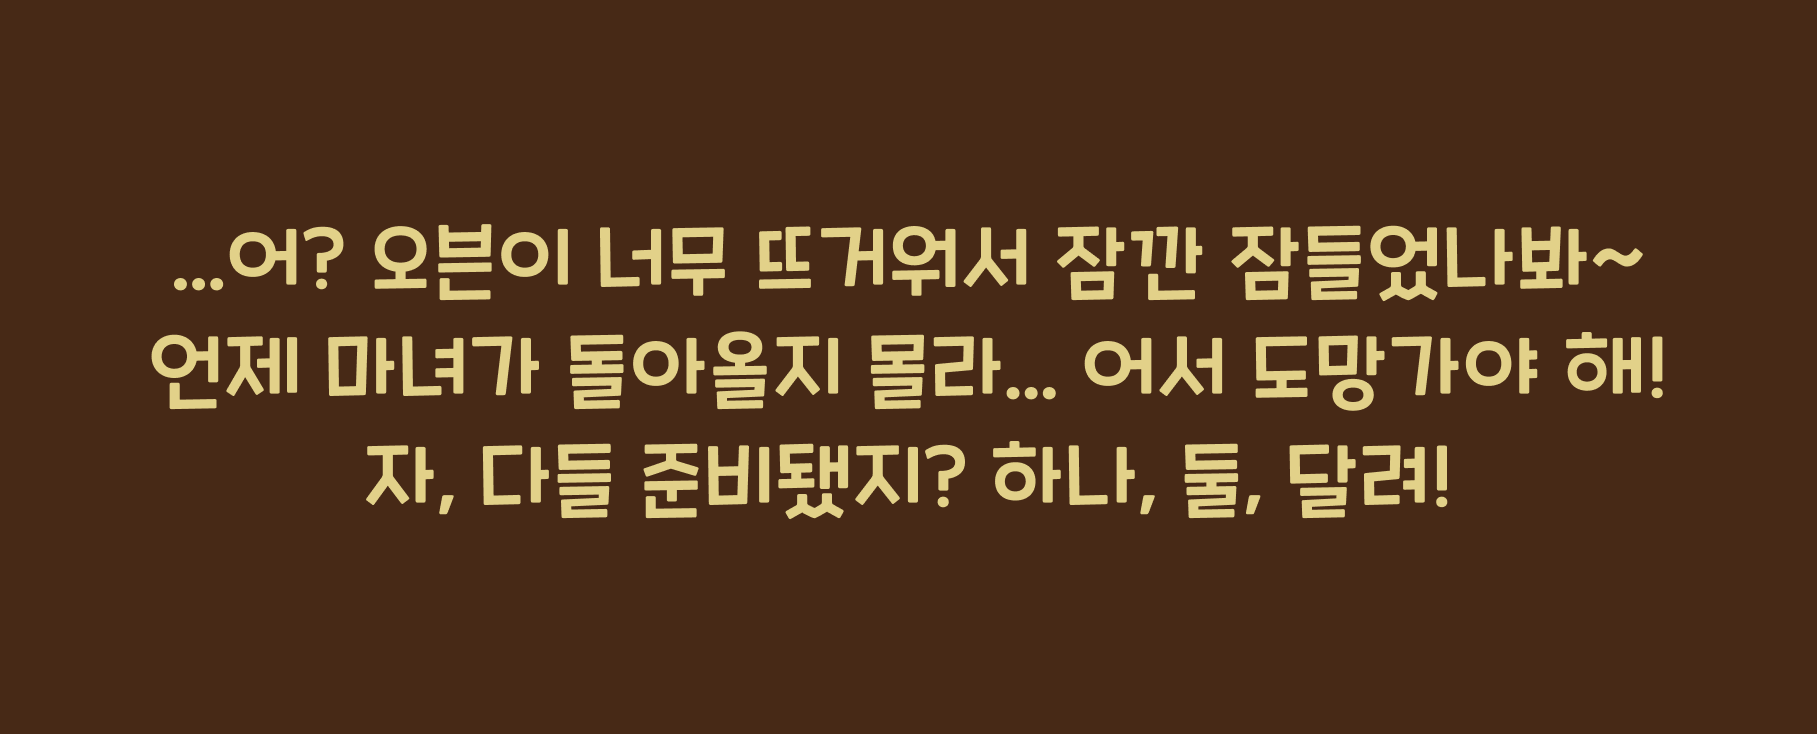 ...어? 오븐이 너무 뜨거워서 잠깐 잠들었나봐~
언제 마녀가 돌아올지 몰라... 어서 도망가야 해!
자, 다들 준비됐지? 하나, 둘, 달려!